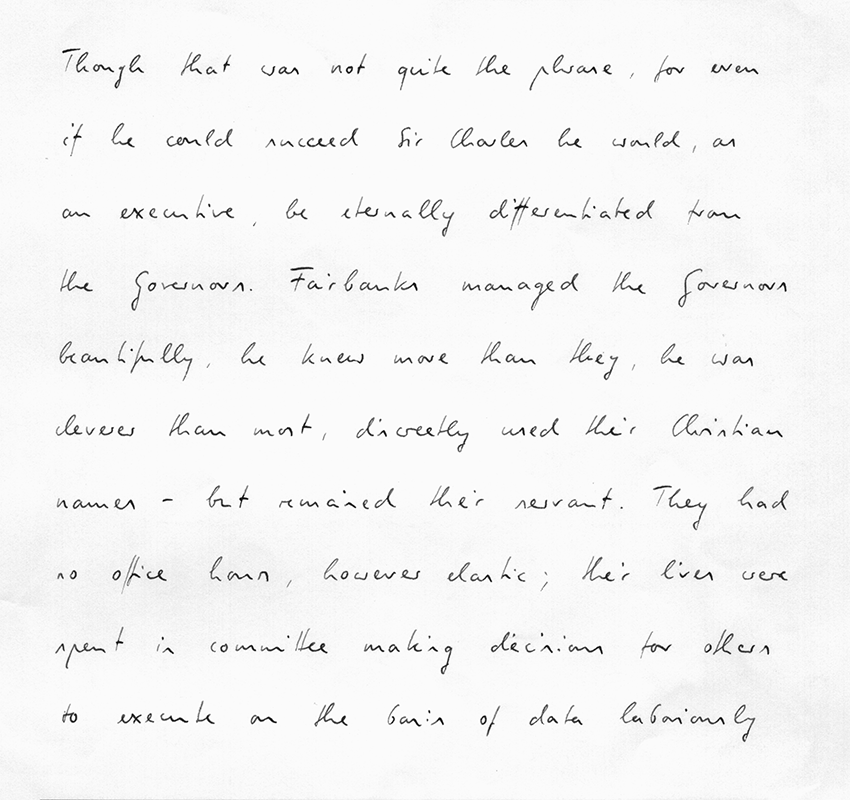 Though that was not quite the phrase, for even
if he could succeed Sir Charles he would, as
an executive, be eternally differentiated from
the Governors. Fairbanks managed the Governors
beautifully, he knew more than they, he was
cleverer than most, discreetly used their Christian
names - but remained their servant. They had
no office hours, however elastic; their lives were
spent in committee making decisions for others
to execute on the basis of data laboriously